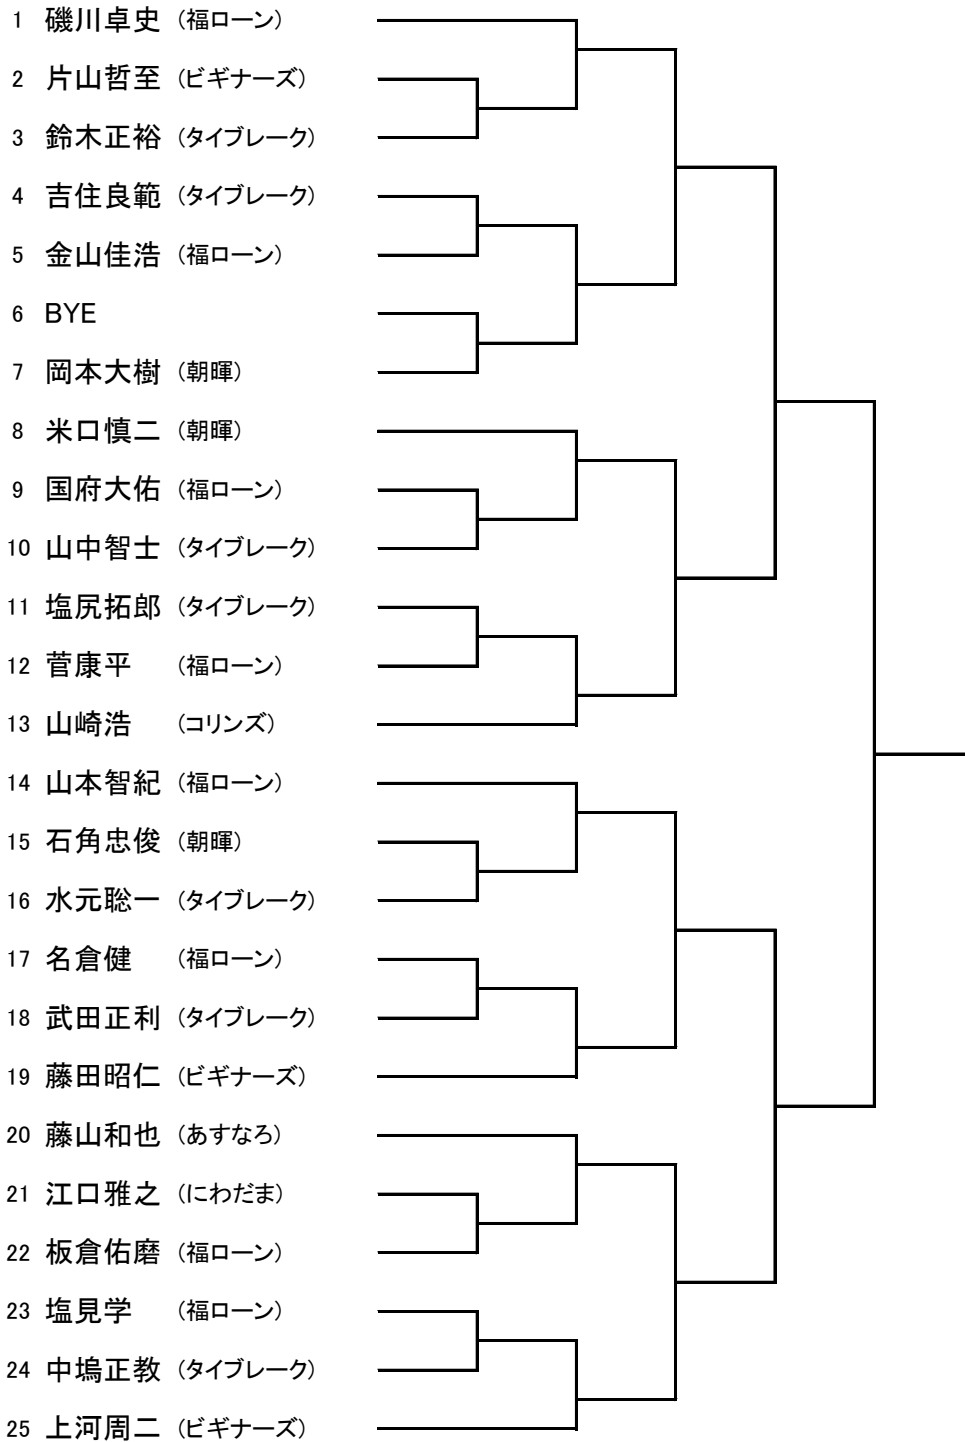 1 磯川卓史 (福ローン)
2 片山哲至 (ビギナーズ)
3 鈴木正裕 (タイブレーク)
4 吉住良範 (タイブレーク)
5 金山佳浩 (福ローン)
6 BYE
7 岡本大樹 (朝暉)
8 米口慎二 (朝暉)
9 国府大佑 (福ローン)
10 山中智士 (タイブレーク)
11 塩尻拓郎 (タイブレーク)
12 菅康平 (福ローン)
13 山崎浩 (コリンズ)
14 山本智紀 (福ローン)
15 石角忠俊 (朝暉)
16 水元聡一 (タイブレーク)
17 名倉健 (福ローン)
18 武田正利 (タイブレーク)
19 藤田昭仁 (ビギナーズ)
20 藤山和也 (あすなろ)
21 江口雅之 (にわだま)
22 板倉佑磨 (福ローン)
23 塩見学 (福ローン)
24 中塢正教 (タイブレーク)
25 上河周二 (ビギナーズ)